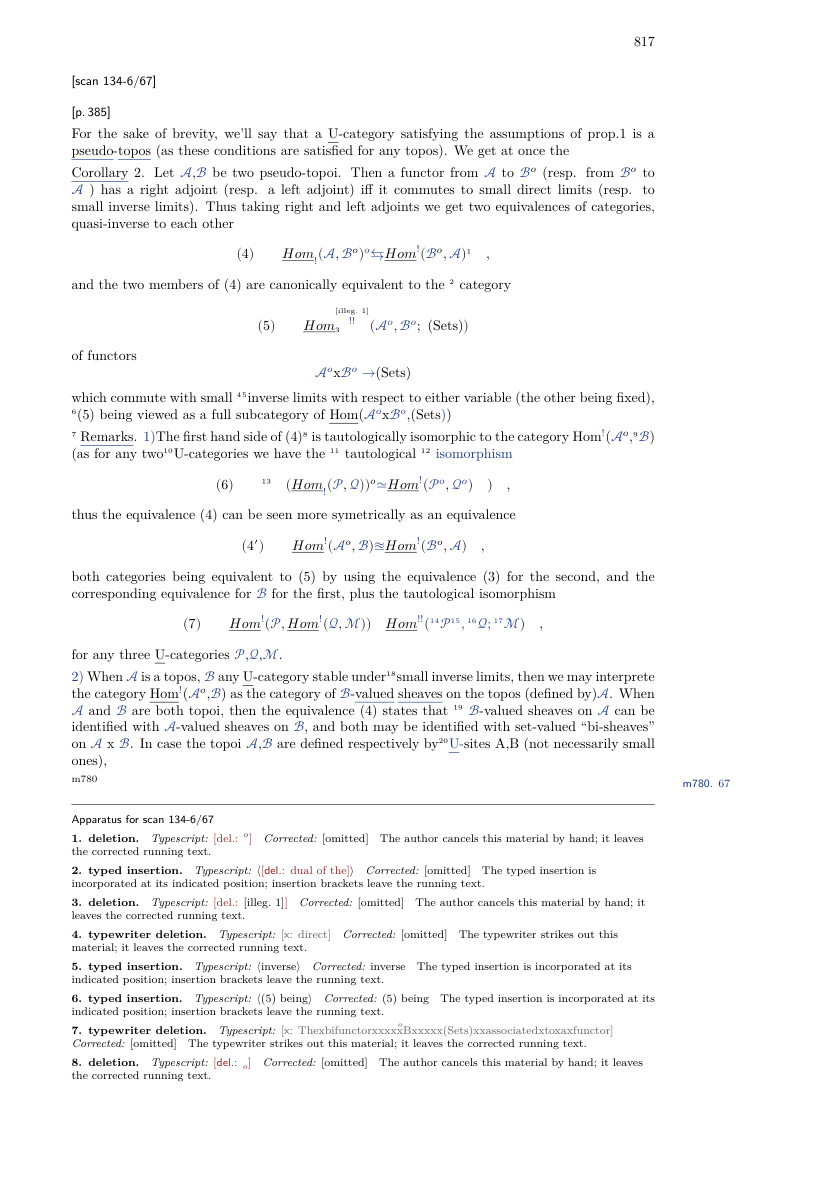 817
[scan 134-6/67]
[p. 385]
For the sake of brevity, we'll say that a U-category satisfying the assumptions of prop.1 is a
pseudo-topos (as these conditions are satisfied for any topos). We get at once the
Corollary 2. Let 𝒜,ℬ be two pseudo-topoi. Then a functor from 𝒜 to ℬᵒ (resp. from ℬᵒ to
𝒜 ) has a right adjoint (resp. a left adjoint) iff it commutes to small direct limits (resp. to
small inverse limits). Thus taking right and left adjoints we get two equivalences of categories,
quasi-inverse to each other
(4) Hom_!(𝒜, ℬᵒ)ᵒ⇆Hom^!(ℬᵒ, 𝒜)¹ ,
and the two members of (4) are canonically equivalent to the ² category
(5) Hom₃ [illeg. 1] !! (𝒜ᵒ, ℬᵒ; (Sets))
of functors
𝒜ᵒxℬᵒ →(Sets)
which commute with small ⁴⁵inverse limits with respect to either variable (the other being fixed),
⁶(5) being viewed as a full subcategory of Hom(𝒜ᵒxℬᵒ,(Sets))
⁷ Remarks. 1)The first hand side of (4)⁸ is tautologically isomorphic to the category Hom^!(𝒜ᵒ,⁹ℬ)
(as for any two¹⁰U-categories we have the ¹¹ tautological ¹² isomorphism
(6) ¹³ (Hom_!(𝒫, 𝒬))ᵒ≃Hom^!(𝒫ᵒ, 𝒬ᵒ) ) ,
thus the equivalence (4) can be seen more symetrically as an equivalence
(4′) Hom^!(𝒜ᵒ, ℬ)≊Hom^!(ℬᵒ, 𝒜) ,
both categories being equivalent to (5) by using the equivalence (3) for the second, and the
corresponding equivalence for ℬ for the first, plus the tautological isomorphism
(7) Hom^!(𝒫, Hom^!(𝒬, ℳ)) Hom^!!(¹⁴𝒫¹⁵, ¹⁶𝒬; ¹⁷ℳ) ,
for any three U-categories 𝒫,𝒬,ℳ.
2) When 𝒜 is a topos, ℬ any U-category stable under¹⁸small inverse limits, then we may interpret
the category Hom^!(𝒜ᵒ,ℬ) as the category of ℬ-valued sheaves on the topos (defined by)𝒜. When
𝒜 and ℬ are both topoi, then the equivalence (4) states that ¹⁹ ℬ-valued sheaves on 𝒜 can be
identified with 𝒜-valued sheaves on ℬ, and both may be identified with set-valued “bi-sheaves”
on 𝒜 x ℬ. In case the topoi 𝒜,ℬ are defined respectively by²⁰U-sites A,B (not necessarily small
ones),
m780
m780. 67
Apparatus for scan 134-6/67
1. deletion. Typescript: [del.: ᵒ] Corrected: [omitted] The author cancels this material by hand; it leaves
the corrected running text.
2. typed insertion. Typescript: ⟨[del.: dual of the]⟩ Corrected: [omitted] The typed insertion is
incorporated at its indicated position; insertion brackets leave the running text.
3. deletion. Typescript: [del.: [illeg. 1]] Corrected: [omitted] The author cancels this material by hand; it
leaves the corrected running text.
4. typewriter deletion. Typescript: [x: direct] Corrected: [omitted] The typewriter strikes out this
material; it leaves the corrected running text.
5. typed insertion. Typescript: ⟨inverse⟩ Corrected: inverse The typed insertion is incorporated at its
indicated position; insertion brackets leave the running text.
6. typed insertion. Typescript: ⟨(5) being⟩ Corrected: (5) being The typed insertion is incorporated at its
indicated position; insertion brackets leave the running text.
7. typewriter deletion. Typescript: [x: ThexbifunctorxxxxxᵒBxxxxx(Sets)xxassociatedxtoxaxfunctor]
Corrected: [omitted] The typewriter strikes out this material; it leaves the corrected running text.
8. deletion. Typescript: [del.: ₒ] Corrected: [omitted] The author cancels this material by hand; it leaves
the corrected running text.